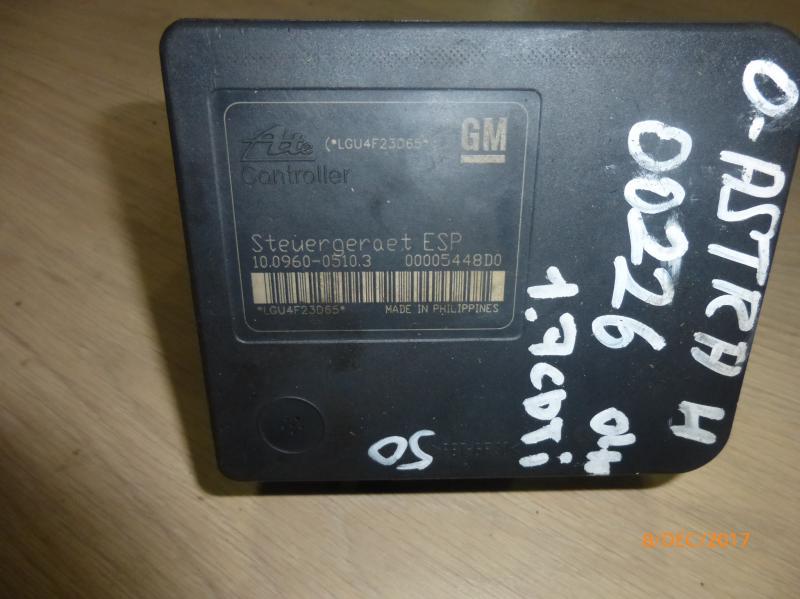 Ate (*LGU4F23D65* GM
Controller
Steuergeraet ESP
10.0960-0510.3 00005448D0
*LGU4F23D65* MADE IN PHILIPPINES
O-ASTRA H
00226 04
1.7CDTi
50
8/DEC/2017